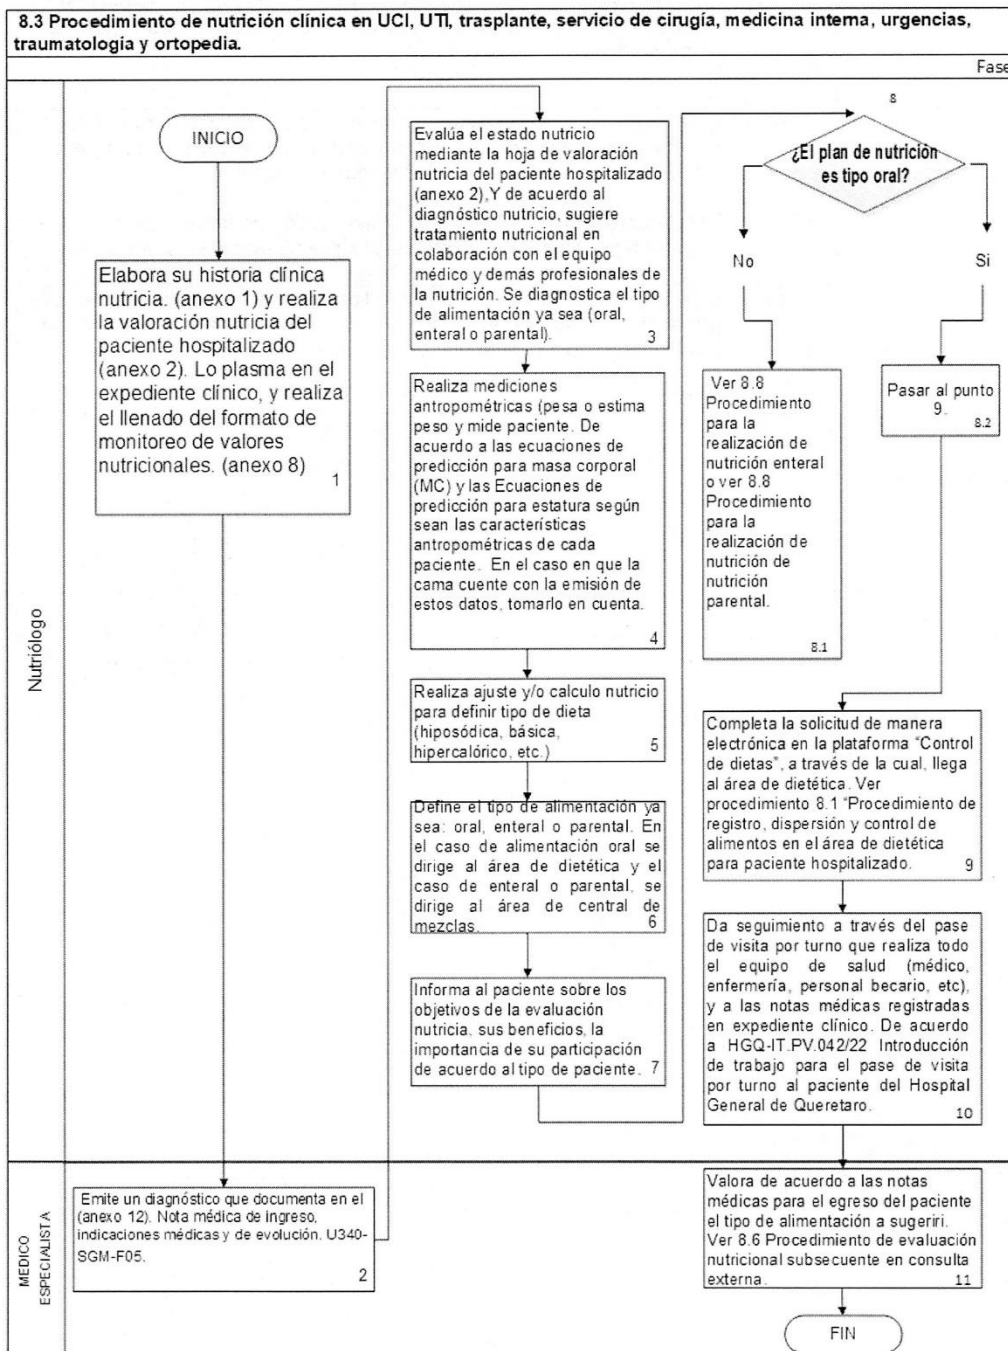 8.3 Procedimiento de nutrición clínica en UCI, UTI, trasplante, servicio de cirugía, medicina interna, urgencias,
traumatología y ortopedia.
Fase
Nutriólogo
INICIO
Elabora su historia clínica
nutricia. (anexo 1) y realiza
la valoración nutricia del
paciente hospitalizado
(anexo 2). Lo plasma en el
expediente clínico, y realiza
el llenado del formato de
monitoreo de valores
nutricionales. (anexo 8)
1
MEDICO
ESPECIALISTA
Emite un diagnóstico que documenta en el
(anexo 12). Nota médica de ingreso,
indicaciones médicas y de evolución. U340-
SGM-F05.
2
Evalúa el estado nutricio
mediante la hoja de valoración
nutricia del paciente hospitalizado
(anexo 2),Y de acuerdo al
diagnóstico nutricio, sugiere
tratamiento nutricional en
colaboración con el equipo
médico y demás profesionales de
la nutrición. Se diagnostica el tipo
de alimentación ya sea (oral,
enteral o parental).
3
Realiza mediciones
antropométricas (pesa o estima
peso y mide paciente. De
acuerdo a las ecuaciones de
predicción para masa corporal
(MC) y las Ecuaciones de
predicción para estatura según
sean las características
antropométricas de cada
paciente. En el caso en que la
cama cuente con la emisión de
estos datos, tomarlo en cuenta.
4
Realiza ajuste y/o calculo nutricio
para definir tipo de dieta
(hiposódica, básica,
hipercalórico, etc.)
5
Define el tipo de alimentación ya
sea: oral, enteral o parental. En
el caso de alimentación oral se
dirige al área de dietética y el
caso de enteral o parental, se
dirige al área de central de
mezclas.
6
Informa al paciente sobre los
objetivos de la evaluación
nutricia, sus beneficios, la
importancia de su participación
de acuerdo al tipo de paciente.
7
8
¿El plan de nutrición
es tipo oral?
No
Si
Ver 8.8
Procedimiento
para la
realización de
nutrición enteral
o ver 8.8
Procedimiento
para la
realización de
nutrición de
nutrición
parental.
8.1
Pasar al punto
9.
8.2
Completa la solicitud de manera
electrónica en la plataforma “Control
de dietas”, a través de la cual, llega
al área de dietética. Ver
procedimiento 8.1 “Procedimiento de
registro, dispersión y control de
alimentos en el área de dietética
para paciente hospitalizado.
9
Da seguimiento a través del pase
de visita por turno que realiza todo
el equipo de salud (médico,
enfermería, personal becario, etc),
y a las notas médicas registradas
en expediente clínico. De acuerdo
a HGQ-IT.PV.042/22 Introducción
de trabajo para el pase de visita
por turno al paciente del Hospital
General de Queretaro.
10
Valora de acuerdo a las notas
médicas para el egreso del paciente
el tipo de alimentación a sugeriri.
Ver 8.6 Procedimiento de evaluación
nutricional subsecuente en consulta
externa.
11
FIN